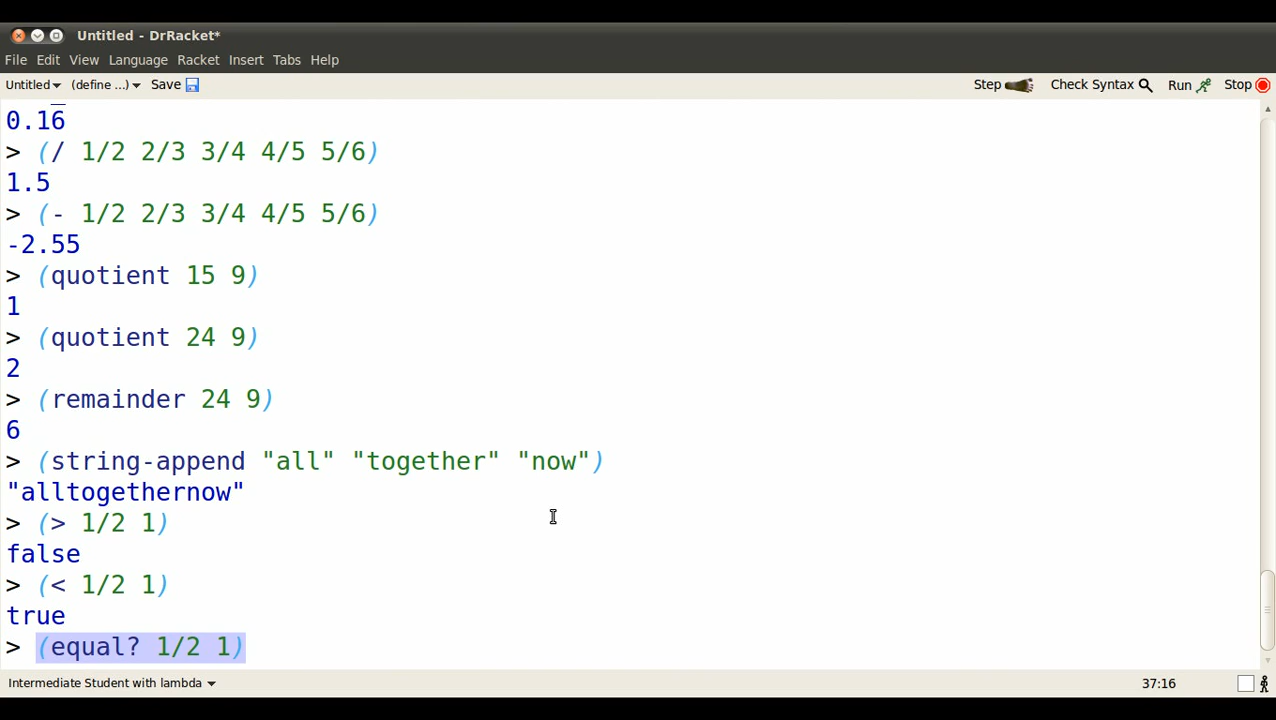 Untitled - DrRacket*
File Edit View Language Racket Insert Tabs Help
Untitled (define ...) Save Step Check Syntax Run Stop
0.16
> (/ 1/2 2/3 3/4 4/5 5/6)
1.5
> (- 1/2 2/3 3/4 4/5 5/6)
-2.55
> (quotient 15 9)
1
> (quotient 24 9)
2
> (remainder 24 9)
6
> (string-append "all" "together" "now")
"alltogethernow"
> (> 1/2 1)
false
> (< 1/2 1)
true
> (equal? 1/2 1)
Intermediate Student with lambda 37:16